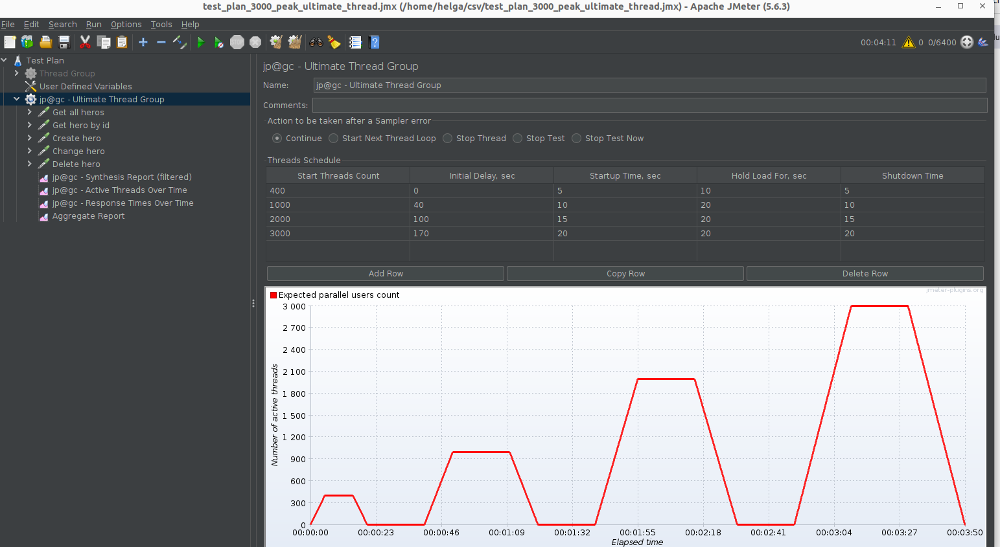 test_plan_3000_peak_ultimate_thread.jmx (/home/helga/csv/test_plan_3000_peak_ultimate_thread.jmx) - Apache JMeter (5.6.3)
File Edit Search Run Options Tools Help
00:04:11 0 0/6400
Test Plan
Thread Group
User Defined Variables
jp@gc - Ultimate Thread Group
Get all heros
Get hero by id
Create hero
Change hero
Delete hero
jp@gc - Synthesis Report (filtered)
jp@gc - Active Threads Over Time
jp@gc - Response Times Over Time
Aggregate Report
jp@gc - Ultimate Thread Group
Name: jp@gc - Ultimate Thread Group
Comments:
Action to be taken after a Sampler error
Continue Start Next Thread Loop Stop Thread Stop Test Stop Test Now
Threads Schedule
Start Threads Count Initial Delay, sec Startup Time, sec Hold Load For, sec Shutdown Time
400 0 5 10 5
1000 40 10 20 10
2000 100 15 20 15
3000 170 20 20 20
Add Row Copy Row Delete Row
jmeter-plugins.org
Expected parallel users count
3 000
2 700
2 400
2 100
1 800
1 500
1 200
900
600
300
0
Number of active threads
00:00:00 00:00:23 00:00:46 00:01:09 00:01:32 00:01:55 00:02:18 00:02:41 00:03:04 00:03:27 00:03:50
Elapsed time